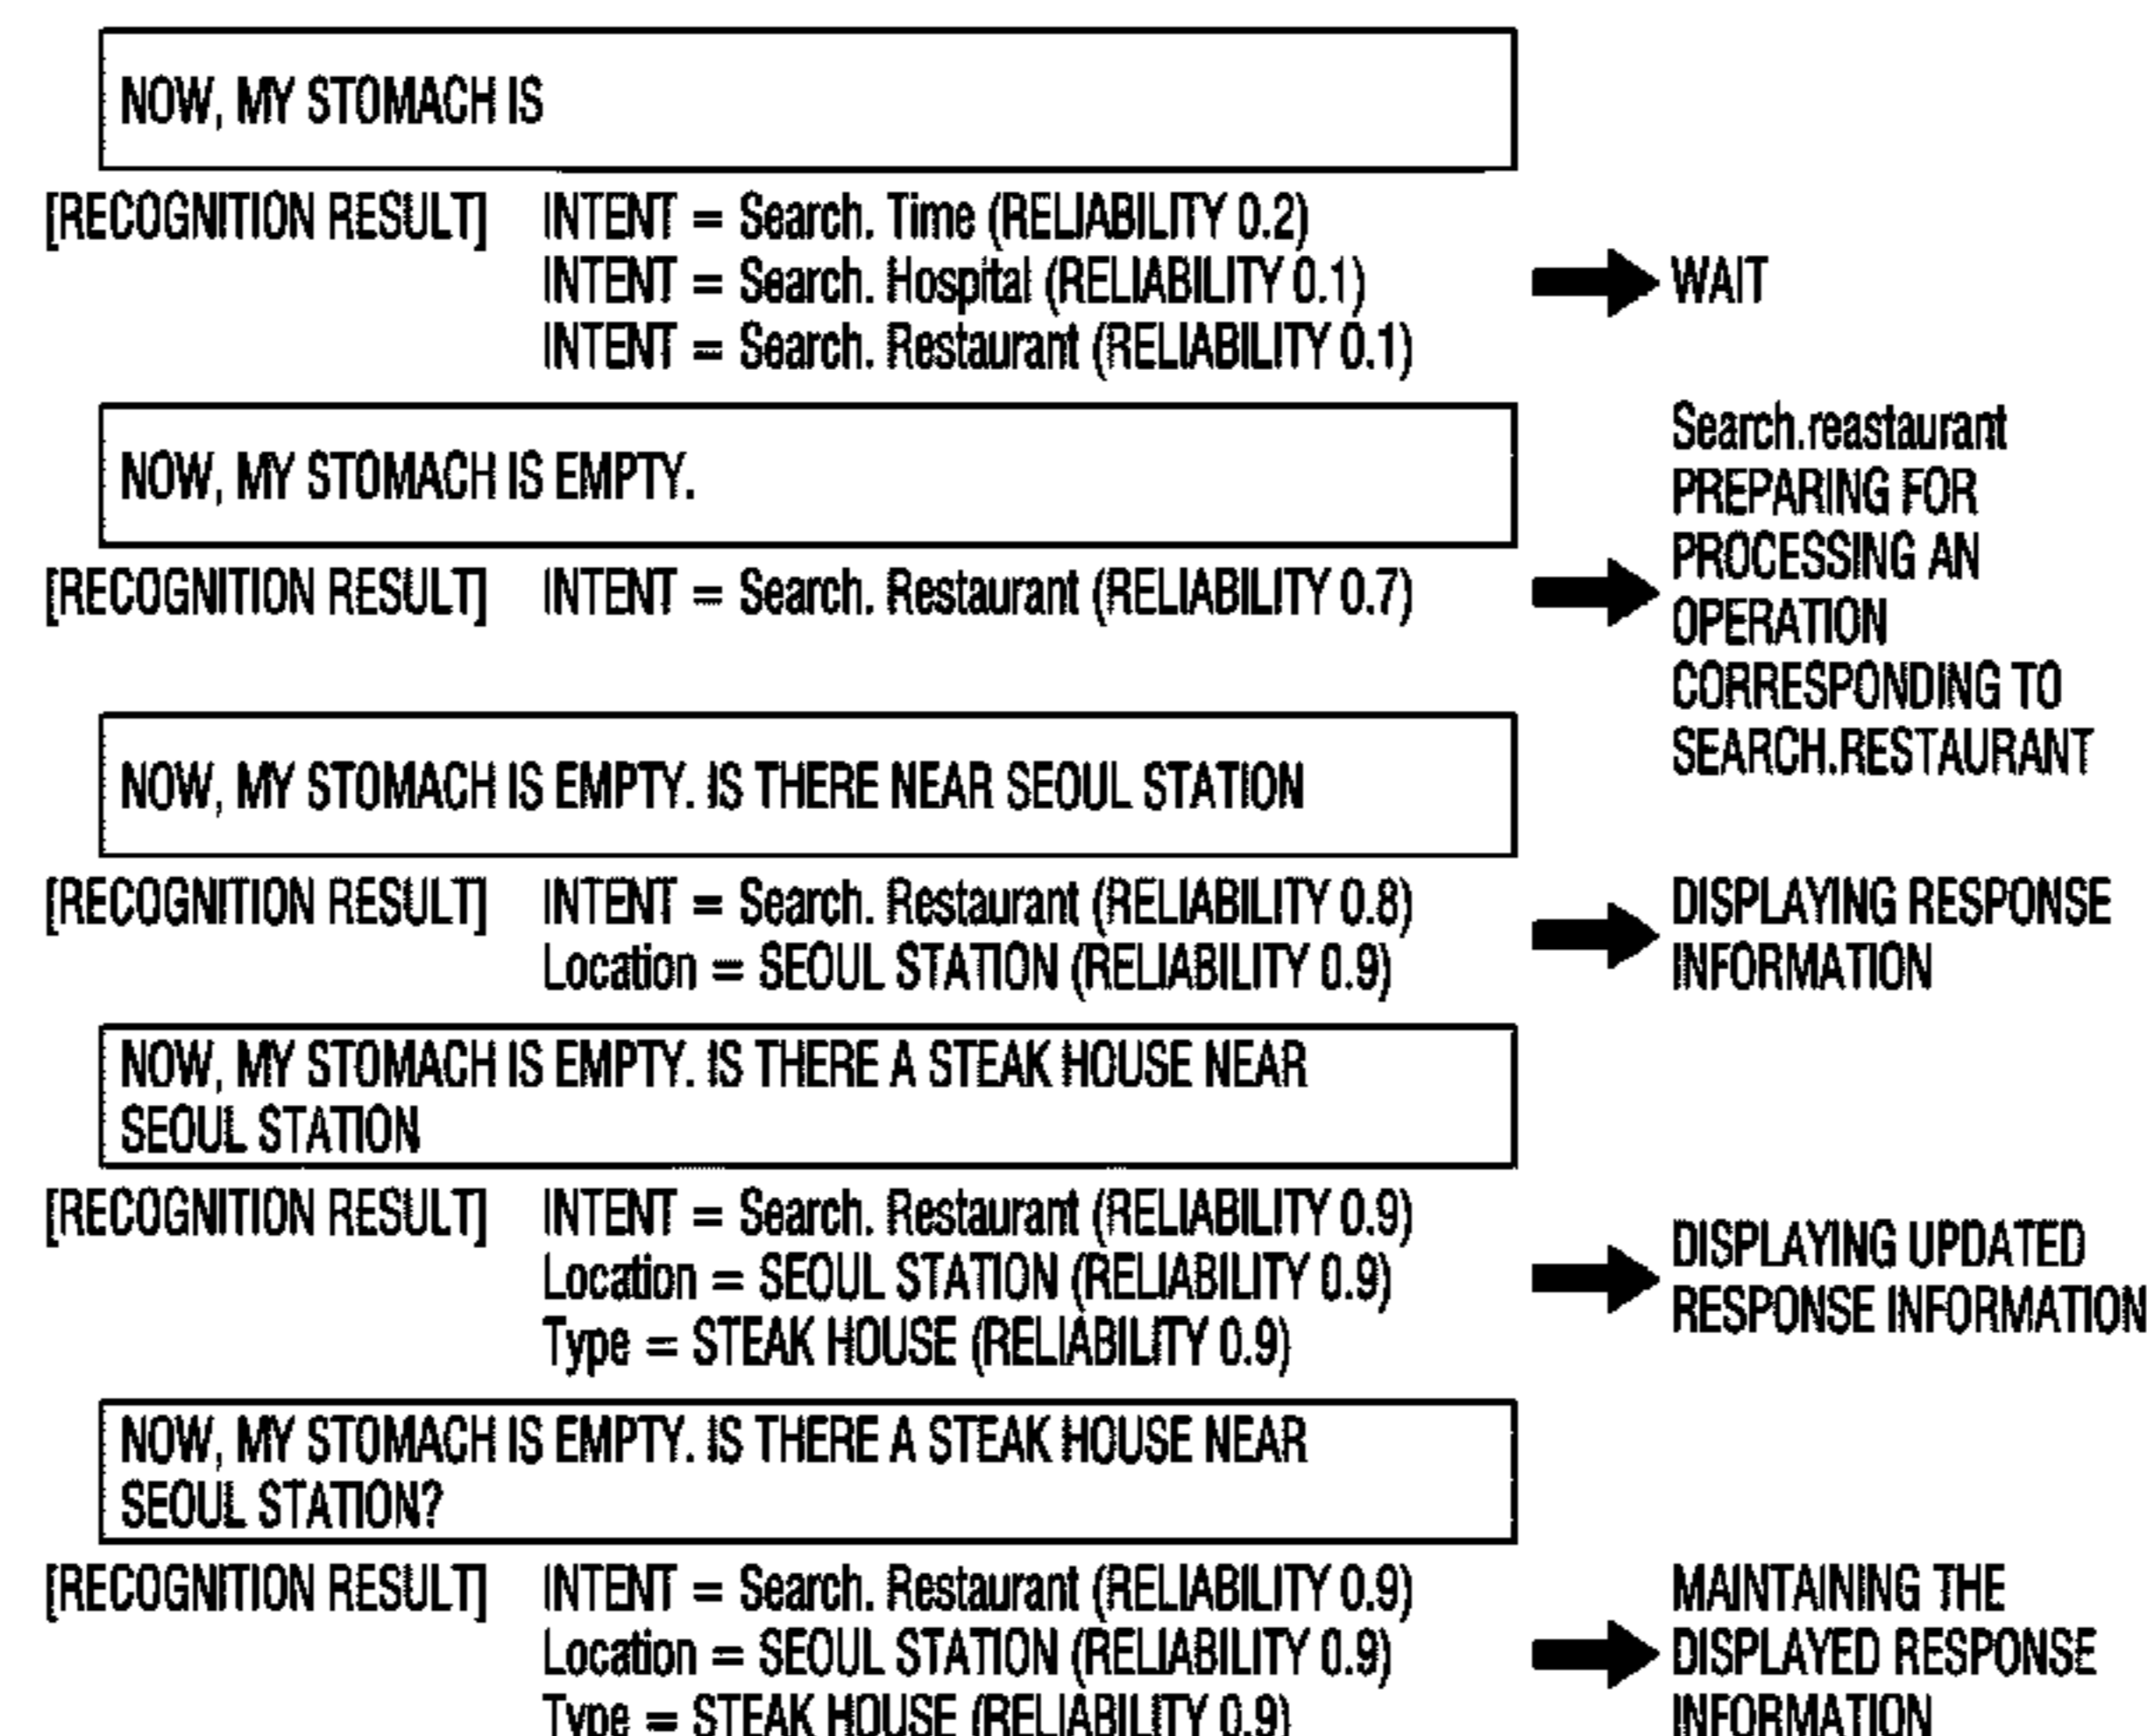 NOW, MY STOMACH IS
[RECOGNITION RESULT] INTENT = Search. Time (RELIABILITY 0.2)
INTENT = Search. Hospital (RELIABILITY 0.1)
INTENT = Search. Restaurant (RELIABILITY 0.1)
WAIT
NOW, MY STOMACH IS EMPTY.
[RECOGNITION RESULT] INTENT = Search. Restaurant (RELIABILITY 0.7)
Search.reastaurant
PREPARING FOR
PROCESSING AN
OPERATION
CORRESPONDING TO
SEARCH.RESTAURANT
NOW, MY STOMACH IS EMPTY. IS THERE NEAR SEOUL STATION
[RECOGNITION RESULT] INTENT = Search. Restaurant (RELIABILITY 0.8)
Location = SEOUL STATION (RELIABILITY 0.9)
DISPLAYING RESPONSE
INFORMATION
NOW, MY STOMACH IS EMPTY. IS THERE A STEAK HOUSE NEAR
SEOUL STATION
[RECOGNITION RESULT] INTENT = Search. Restaurant (RELIABILITY 0.9)
Location = SEOUL STATION (RELIABILITY 0.9)
Type = STEAK HOUSE (RELIABILITY 0.9)
DISPLAYING UPDATED
RESPONSE INFORMATION
NOW, MY STOMACH IS EMPTY. IS THERE A STEAK HOUSE NEAR
SEOUL STATION?
[RECOGNITION RESULT] INTENT = Search. Restaurant (RELIABILITY 0.9)
Location = SEOUL STATION (RELIABILITY 0.9)
Type = STEAK HOUSE (RELIABILITY 0.9)
MAINTAINING THE
DISPLAYED RESPONSE
INFORMATION